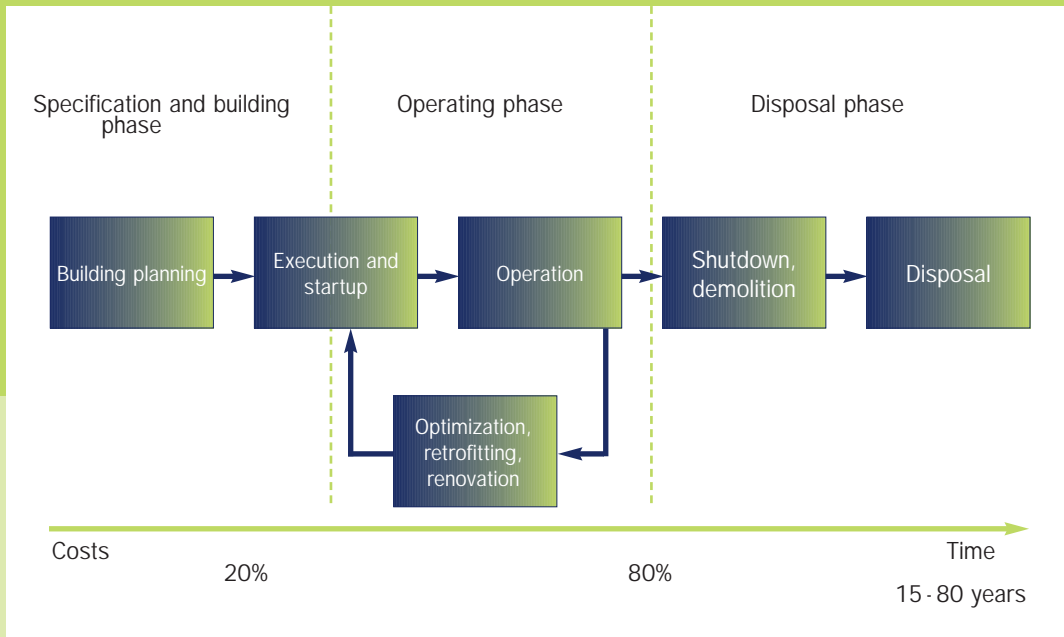 Specification and building
phase
Operating phase
Disposal phase
Building planning
Execution and
startup
Operation
Shutdown,
demolition
Disposal
Optimization,
retrofitting,
renovation
Costs
Time
20%
80%
15 - 80 years